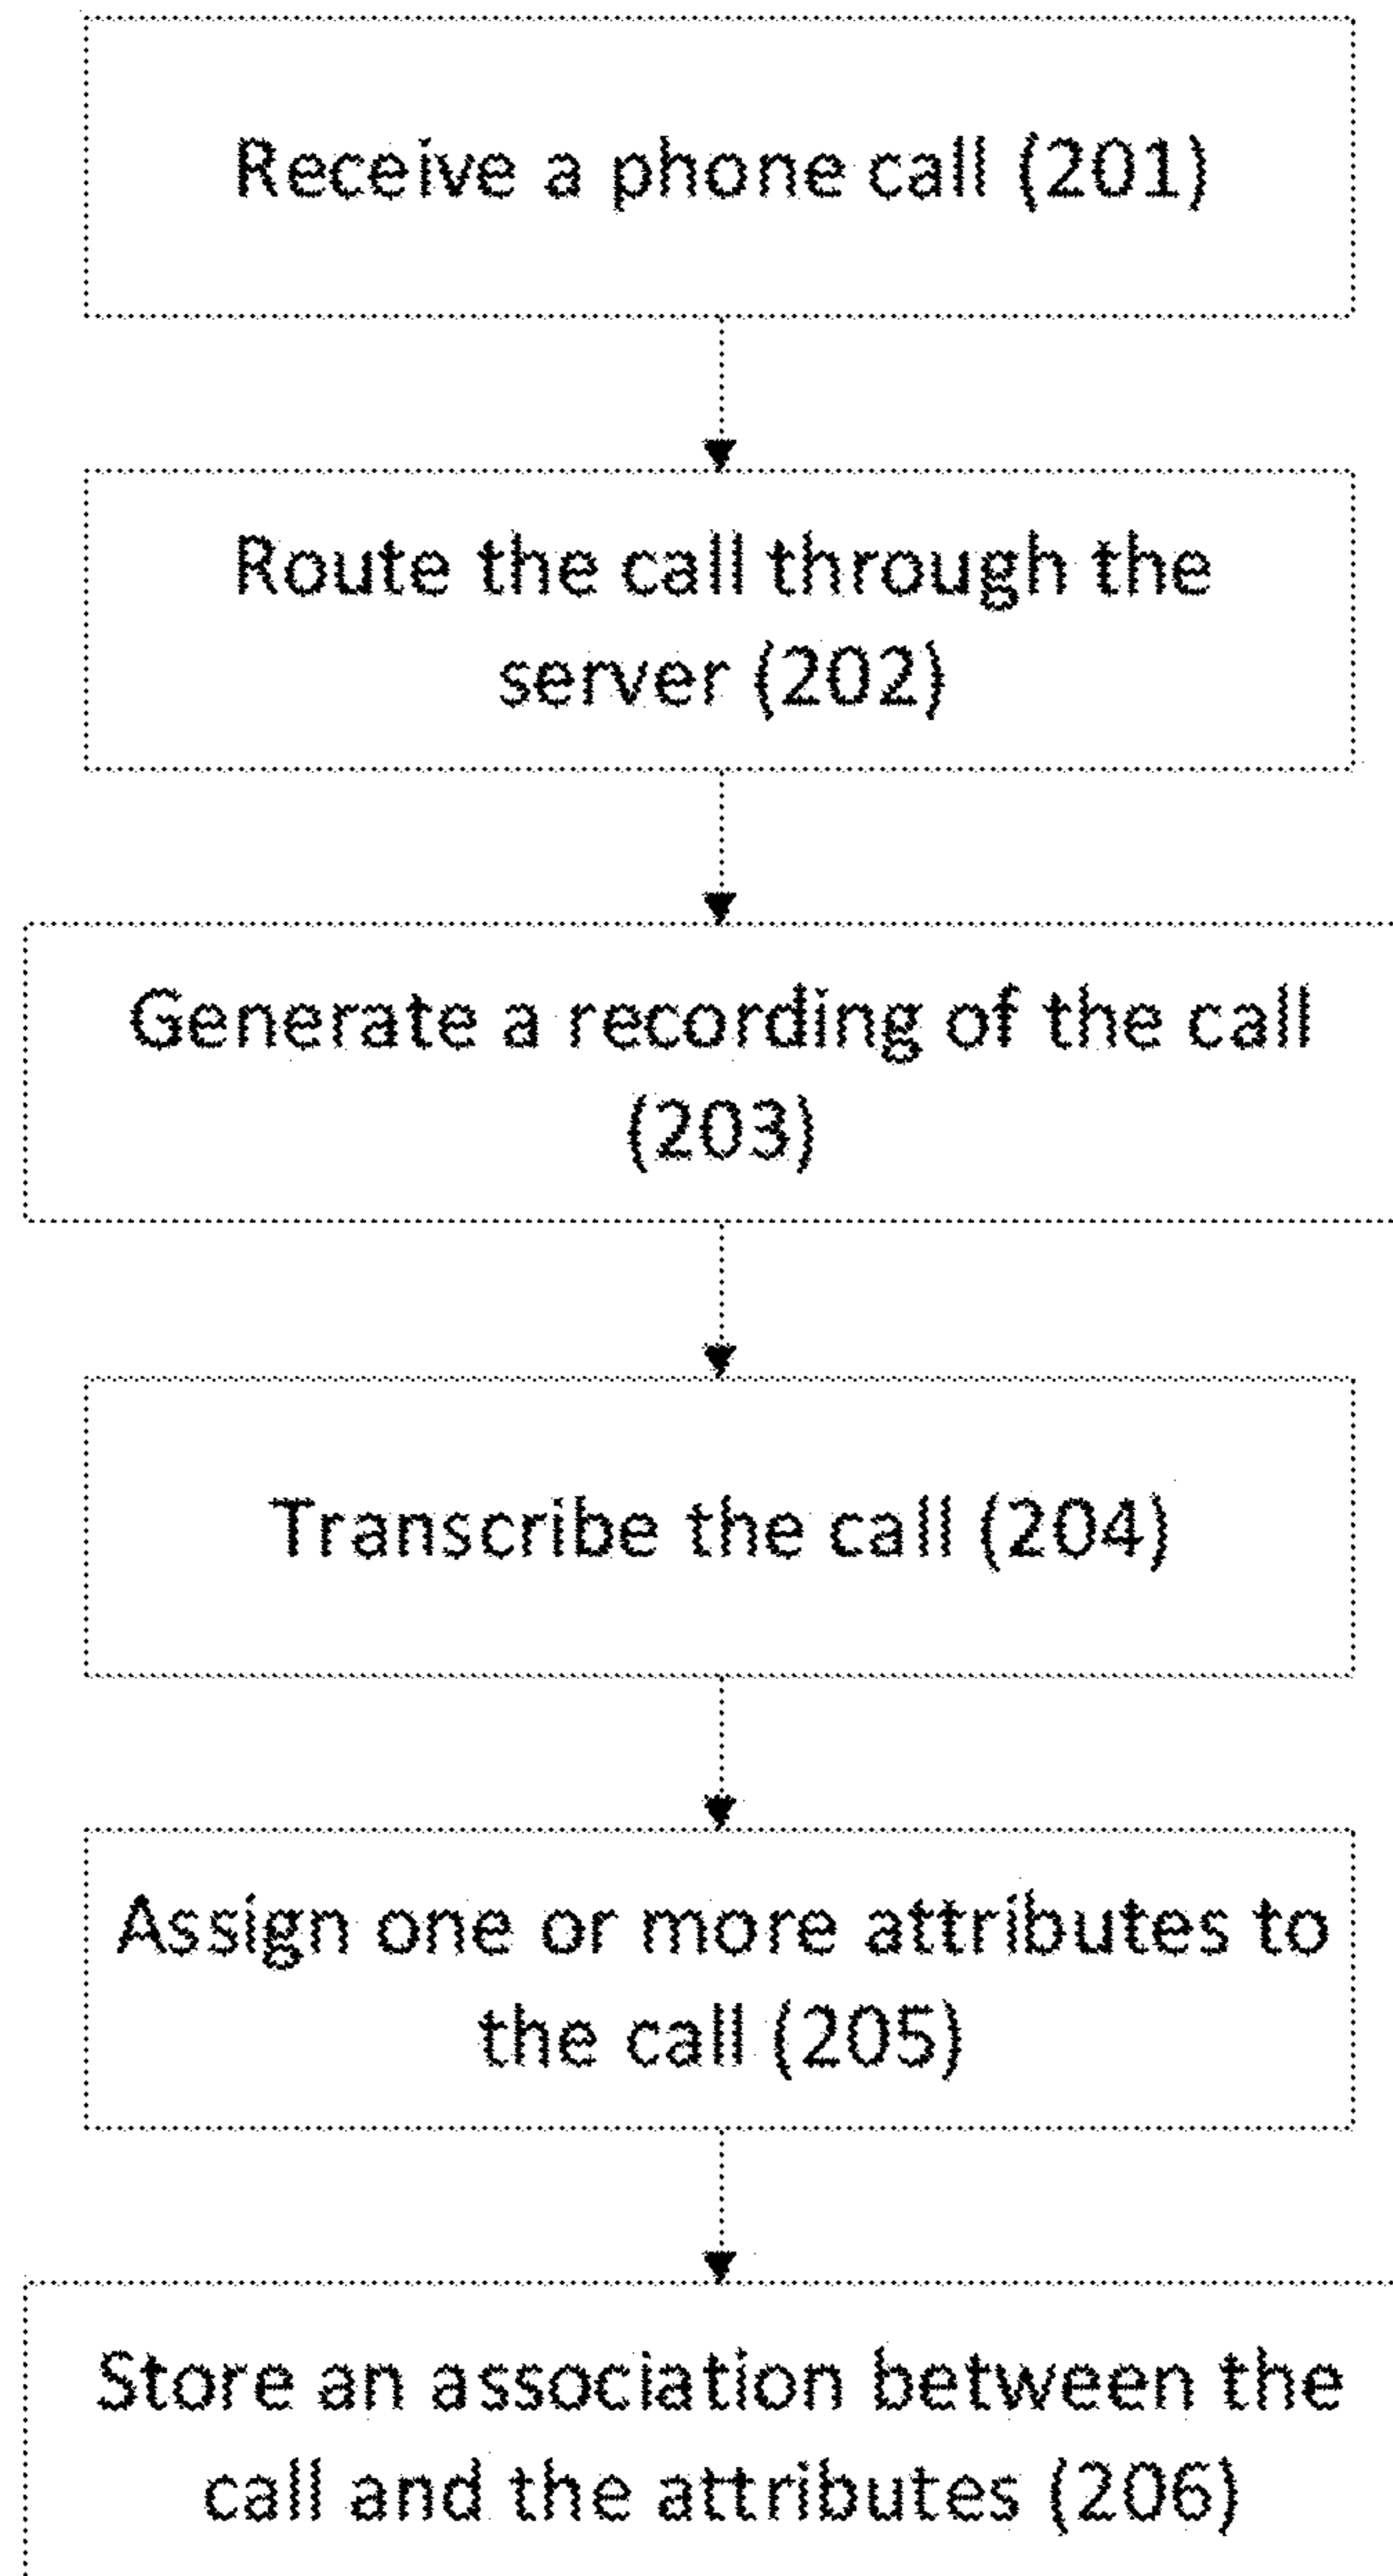 Receive a phone call (201)
Route the call through the
server (202)
Generate a recording of the call
(203)
Transcribe the call (204)
Assign one or more attributes to
the call (205)
Store an association between the
call and the attributes (206)